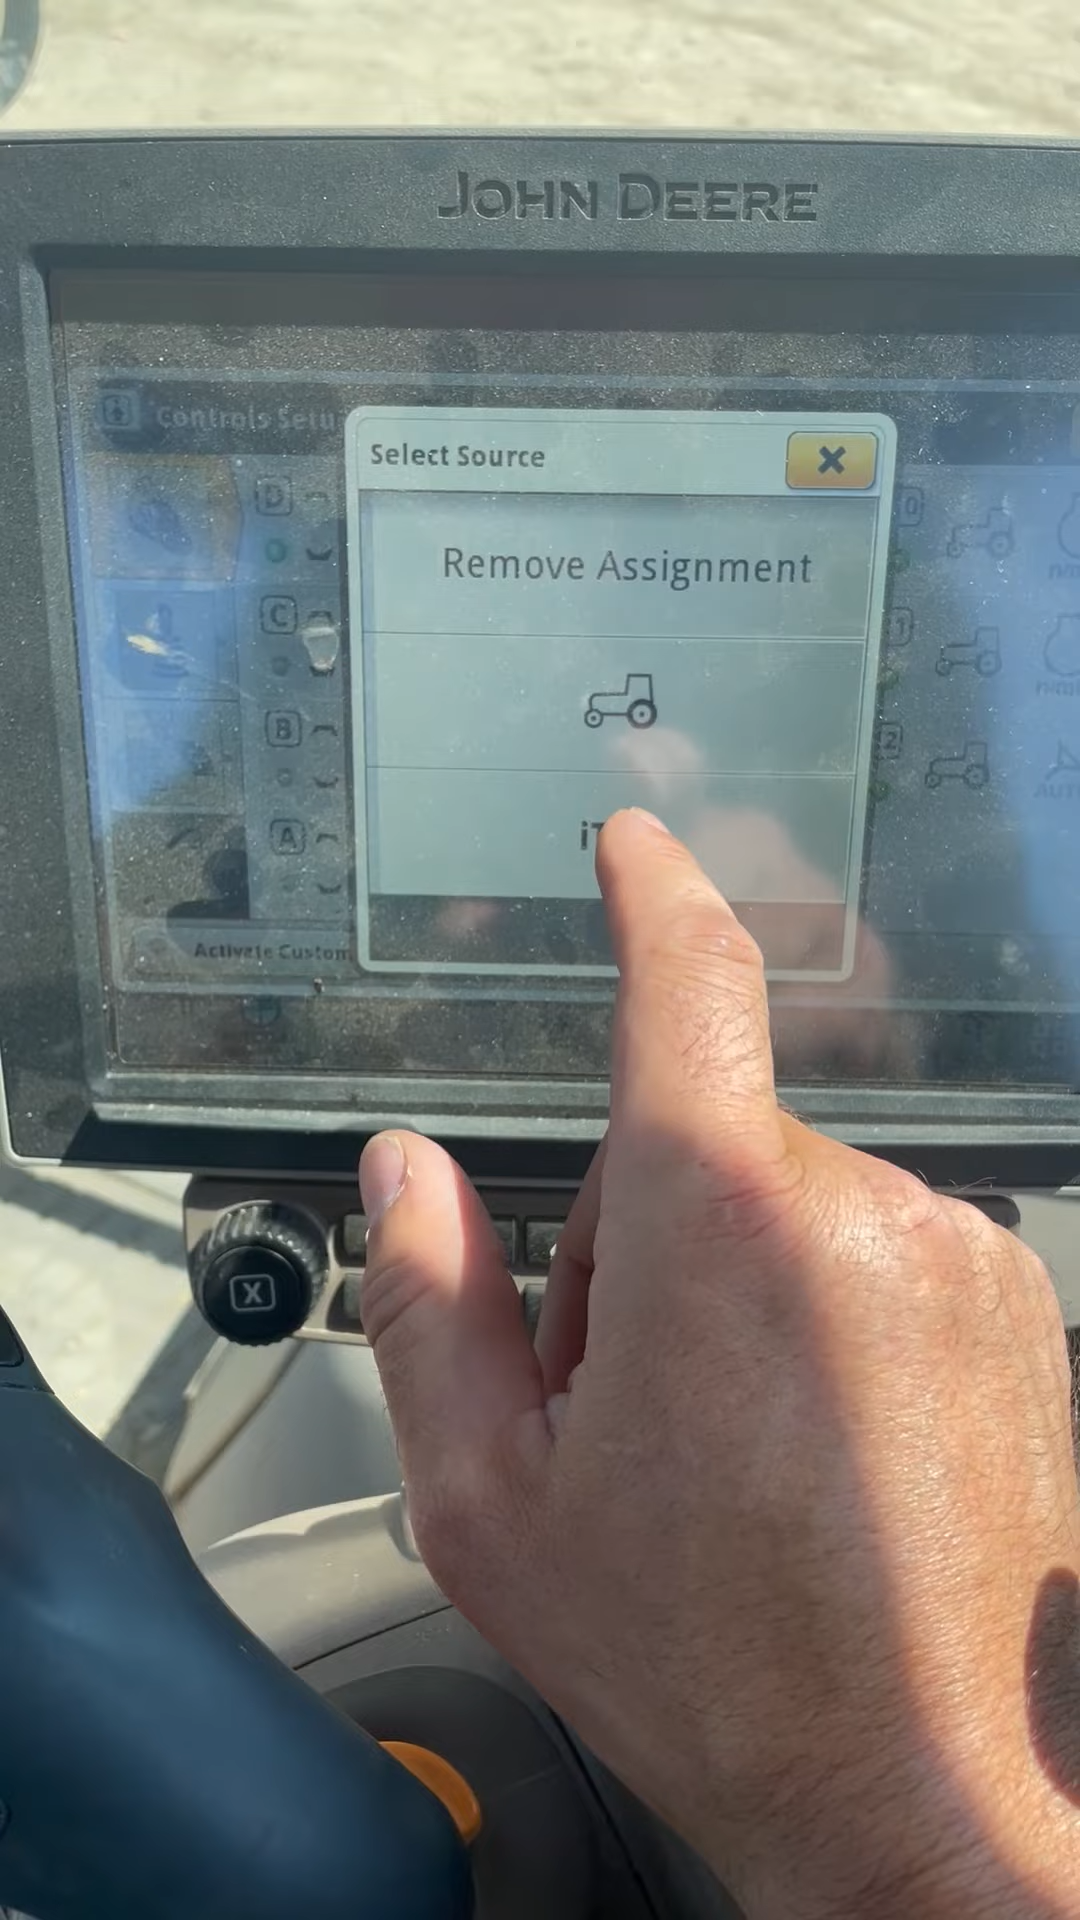 JOHN DEERE
Controls Setu
Select Source
D
Remove Assignment
C
B
A
Activate Custom
X